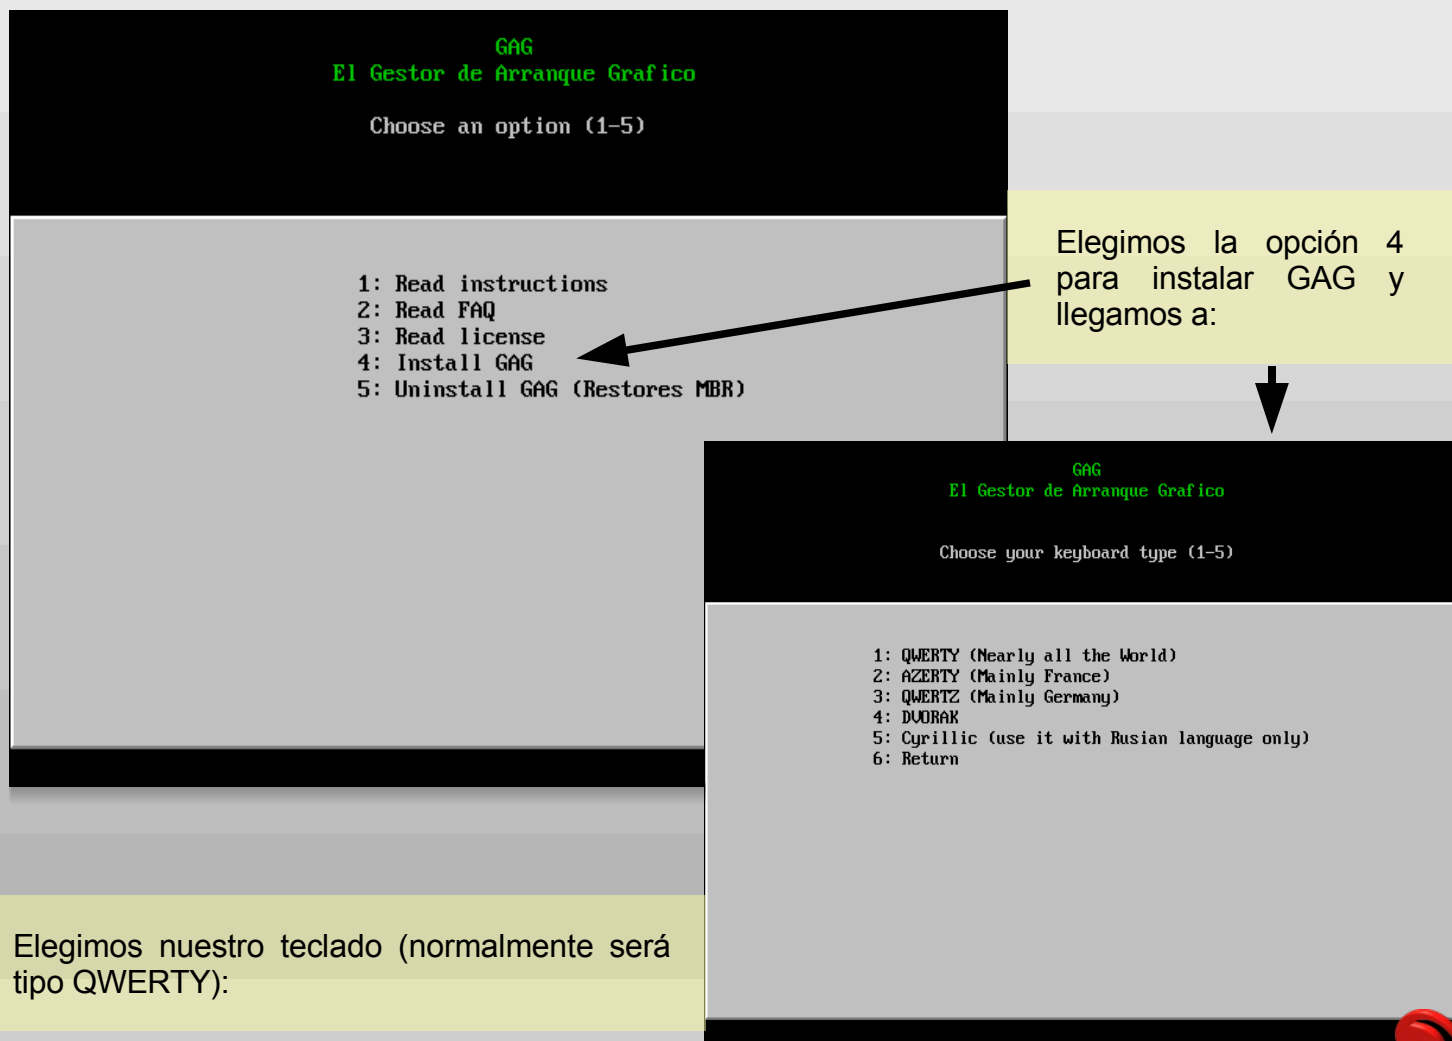 GAG
El Gestor de Arranque Grafico
Choose an option (1-5)
1: Read instructions
2: Read FAQ
3: Read license
4: Install GAG
5: Uninstall GAG (Restores MBR)
Elegimos la opción 4
para instalar GAG y
llegamos a:
GAG
El Gestor de Arranque Grafico
Choose your keyboard type (1-5)
1: QWERTY (Nearly all the World)
2: AZERTY (Mainly France)
3: QWERTZ (Mainly Germany)
4: DVORAK
5: Cyrillic (use it with Rusian language only)
6: Return
Elegimos nuestro teclado (normalmente será
tipo QWERTY):